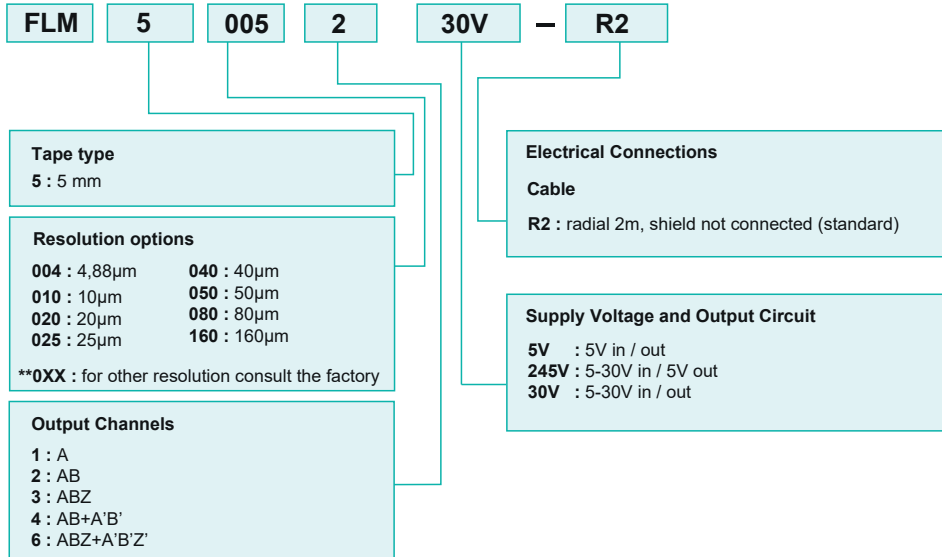 FLM 5 005 2 30V – R2
Tape type
5 : 5 mm
Resolution options
004 : 4,88µm 040 : 40µm
010 : 10µm 050 : 50µm
020 : 20µm 080 : 80µm
025 : 25µm 160 : 160µm
**0XX : for other resolution consult the factory
Output Channels
1 : A
2 : AB
3 : ABZ
4 : AB+A’B’
6 : ABZ+A’B’Z’
Electrical Connections
Cable
R2 : radial 2m, shield not connected (standard)
Supply Voltage and Output Circuit
5V : 5V in / out
245V : 5-30V in / 5V out
30V : 5-30V in / out